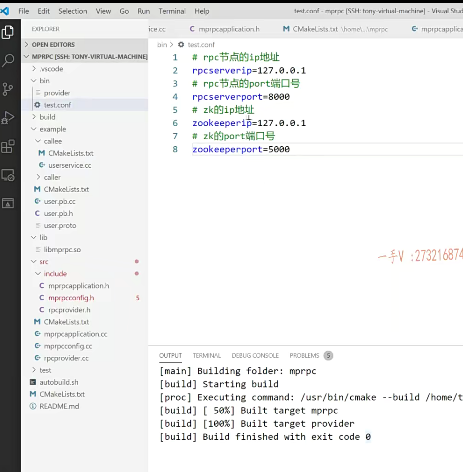 File Edit Selection View Go Run Terminal Help
test.conf - mprpc [SSH: tony-virtual-machine] - Visual Stud
EXPLORER
ice.cc
mprpcapplication.cc
CMakeLists.txt
mprpcapplic
OPEN EDITORS
MPRPC [SSH: TONY-VIRTUAL-MACHINE]
.vscode
bin
provider
test.conf
build
example
callee
CMakeLists.txt
userservice.cc
caller
CMakeLists.txt
user.pb.cc
user.pb.h
user.proto
lib
libmprpc.so
src
include
mprpcapplication.h
mprpcconfig.h 5
rpcprovider.h
CMakeLists.txt
mprpcapplication.cc
mprpcconfig.cc
rpcprovider.cc
test
autobuild.sh
CMakeLists.txt
README.md
test.conf
1 # rpc节点的ip地址
2 rpcserverip=127.0.0.1
3 # rpc节点的port端口号
4 rpcserverport=8000
5 # zk的ip地址
6 zookeeperip=127.0.0.1
7 # zk的port端口号
8 zookeeperport=5000
一手V :27321687
OUTPUT TERMINAL DEBUG CONSOLE PROBLEMS 5
[main] Building folder: mprpc
[build] Starting build
[proc] Executing command: /usr/bin/cmake --build /home/t
[build] [ 50%] Built target mprpc
[build] [100%] Built target provider
[build] Build finished with exit code 0